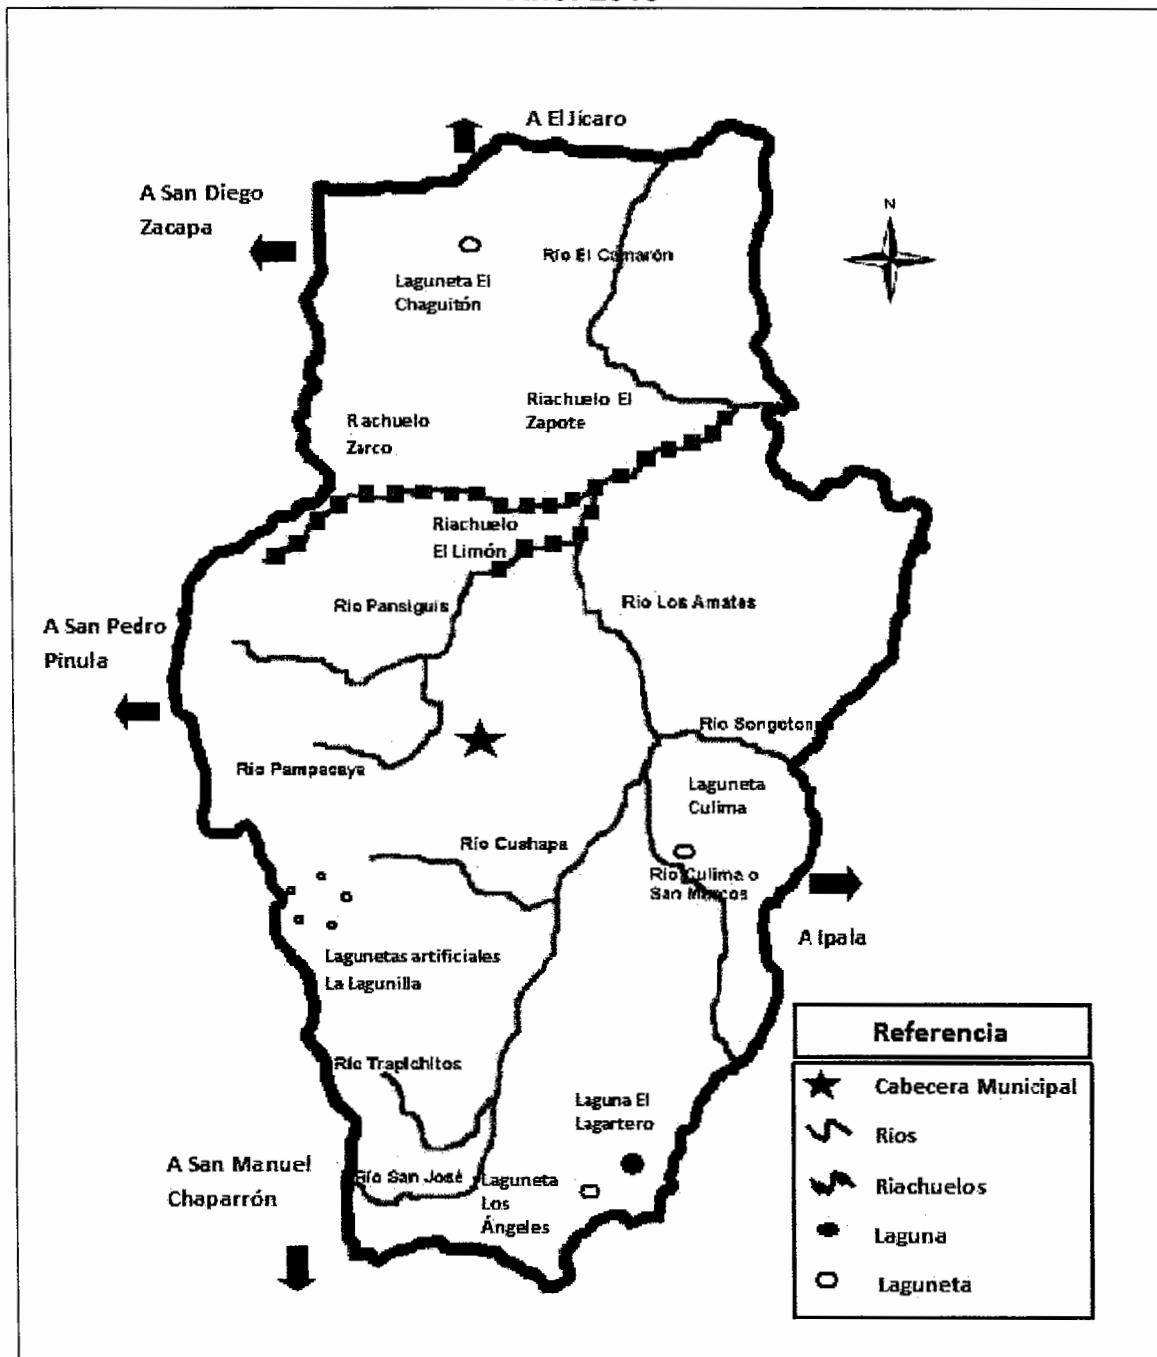 A El Jícaro
A San Diego
Zacapa
N
Río El Camarón
Laguneta El
Chaguitón
Riachuelo El
Zapote
Riachuelo
Zarco
Riachuelo
El Limón
Río Pansiguis
Río Los Amates
A San Pedro
Pinula
Río Songotongo
Río Pampacaya
Laguneta
Culima
Río Cushapa
Río Culima o
San Marcos
A Ipala
Lagunetas artificiales
La Lagunilla
Referencia
Río Trapichitos
Cabecera Municipal
Laguna El
Lagartero
Ríos
A San Manuel
Chaparrón
Río San José
Laguneta
Los
Ángeles
Riachuelos
Laguna
Laguneta